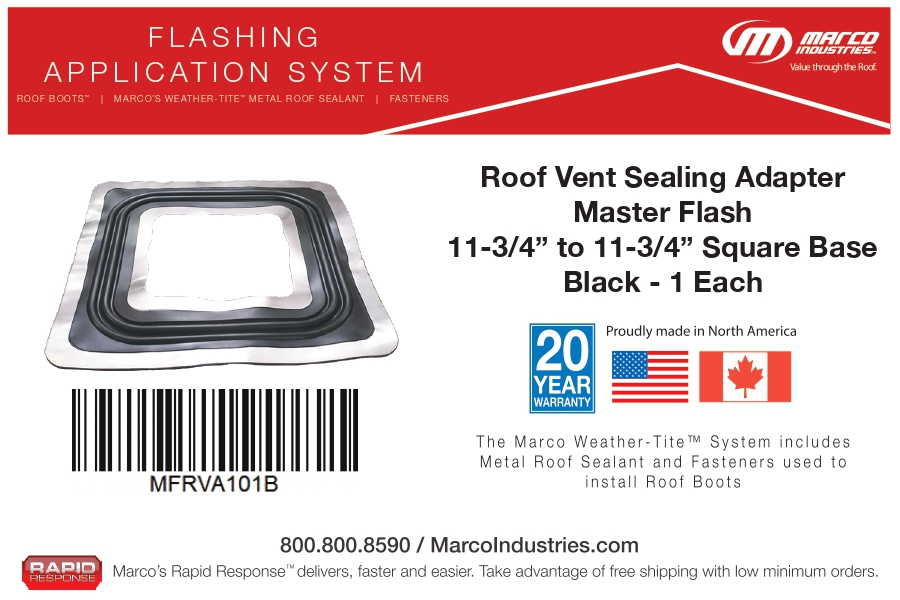 FLASHING
APPLICATION SYSTEM
ROOF BOOTS™ | MARCO'S WEATHER-TITE™ METAL ROOF SEALANT | FASTENERS
MARCO
INDUSTRIES™
Value through the Roof.
Roof Vent Sealing Adapter
Master Flash
11-3/4” to 11-3/4” Square Base
Black - 1 Each
20
YEAR
WARRANTY
Proudly made in North America
MFRVA101B
The Marco Weather-Tite™ System includes
Metal Roof Sealant and Fasteners used to
install Roof Boots
800.800.8590 / MarcoIndustries.com
RAPID
RESPONSE
Marco's Rapid Response™ delivers, faster and easier. Take advantage of free shipping with low minimum orders.